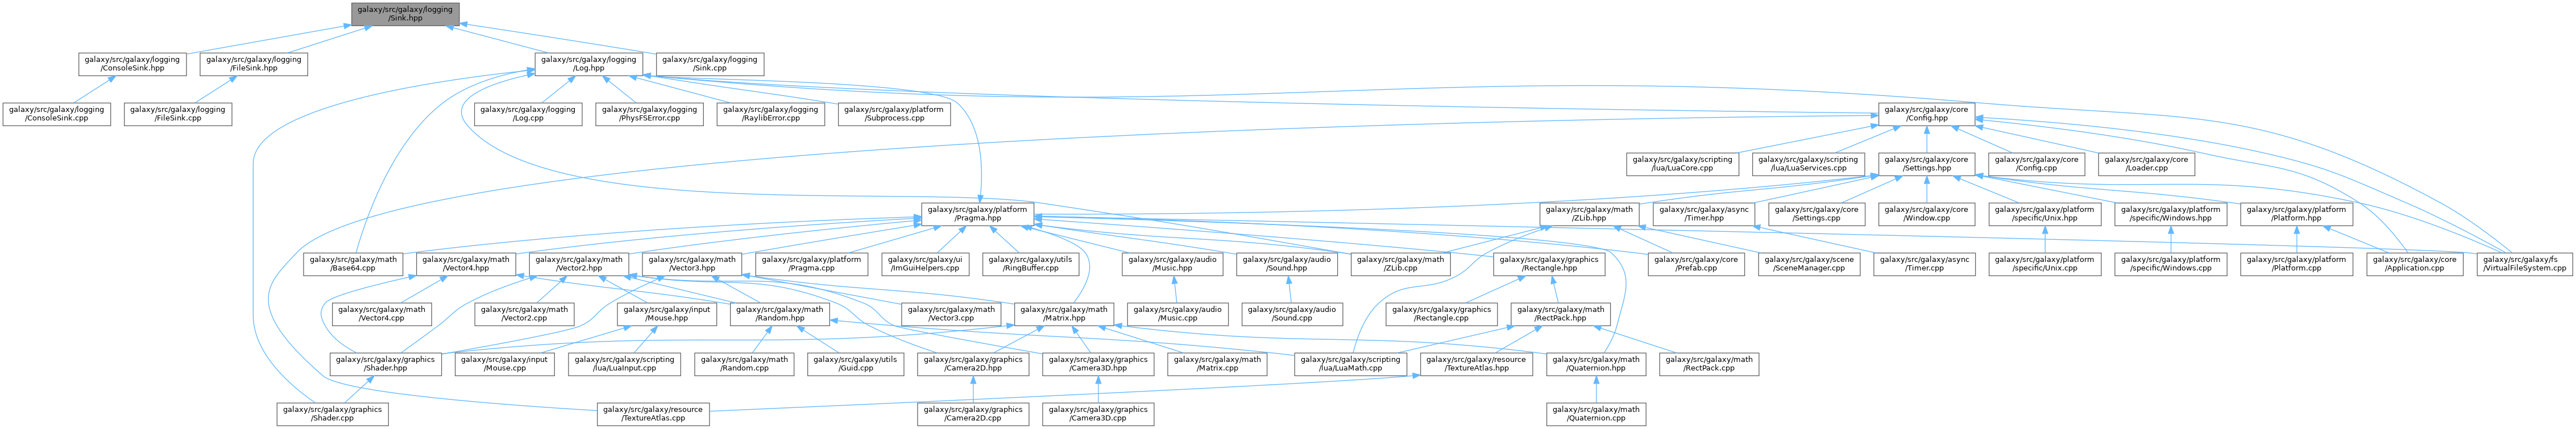 galaxy/src/galaxy/logging
/Sink.hpp
galaxy/src/galaxy/logging
/ConsoleSink.hpp
galaxy/src/galaxy/logging
/FileSink.hpp
galaxy/src/galaxy/logging
/Log.hpp
galaxy/src/galaxy/logging
/Sink.cpp
galaxy/src/galaxy/logging
/ConsoleSink.cpp
galaxy/src/galaxy/logging
/FileSink.cpp
galaxy/src/galaxy/logging
/Log.cpp
galaxy/src/galaxy/logging
/PhysFSError.cpp
galaxy/src/galaxy/logging
/RaylibError.cpp
galaxy/src/galaxy/platform
/Subprocess.cpp
galaxy/src/galaxy/core
/Config.hpp
galaxy/src/galaxy/scripting
/lua/LuaCore.cpp
galaxy/src/galaxy/scripting
/lua/LuaServices.cpp
galaxy/src/galaxy/core
/Settings.hpp
galaxy/src/galaxy/core
/Config.cpp
galaxy/src/galaxy/core
/Loader.cpp
galaxy/src/galaxy/platform
/Pragma.hpp
galaxy/src/galaxy/math
/ZLib.hpp
galaxy/src/galaxy/async
/Timer.hpp
galaxy/src/galaxy/core
/Settings.cpp
galaxy/src/galaxy/core
/Window.cpp
galaxy/src/galaxy/platform
/specific/Unix.hpp
galaxy/src/galaxy/platform
/specific/Windows.hpp
galaxy/src/galaxy/platform
/Platform.hpp
galaxy/src/galaxy/math
/Base64.cpp
galaxy/src/galaxy/math
/Vector4.hpp
galaxy/src/galaxy/math
/Vector2.hpp
galaxy/src/galaxy/math
/Vector3.hpp
galaxy/src/galaxy/platform
/Pragma.cpp
galaxy/src/galaxy/ui
/ImGuiHelpers.cpp
galaxy/src/galaxy/utils
/RingBuffer.cpp
galaxy/src/galaxy/audio
/Music.hpp
galaxy/src/galaxy/audio
/Sound.hpp
galaxy/src/galaxy/math
/ZLib.cpp
galaxy/src/galaxy/graphics
/Rectangle.hpp
galaxy/src/galaxy/core
/Prefab.cpp
galaxy/src/galaxy/scene
/SceneManager.cpp
galaxy/src/galaxy/async
/Timer.cpp
galaxy/src/galaxy/platform
/specific/Unix.cpp
galaxy/src/galaxy/platform
/specific/Windows.cpp
galaxy/src/galaxy/platform
/Platform.cpp
galaxy/src/galaxy/core
/Application.cpp
galaxy/src/galaxy/fs
/VirtualFileSystem.cpp
galaxy/src/galaxy/math
/Vector4.cpp
galaxy/src/galaxy/math
/Vector2.cpp
galaxy/src/galaxy/input
/Mouse.hpp
galaxy/src/galaxy/math
/Random.hpp
galaxy/src/galaxy/math
/Vector3.cpp
galaxy/src/galaxy/math
/Matrix.hpp
galaxy/src/galaxy/audio
/Music.cpp
galaxy/src/galaxy/audio
/Sound.cpp
galaxy/src/galaxy/graphics
/Rectangle.cpp
galaxy/src/galaxy/math
/RectPack.hpp
galaxy/src/galaxy/graphics
/Shader.hpp
galaxy/src/galaxy/input
/Mouse.cpp
galaxy/src/galaxy/scripting
/lua/LuaInput.cpp
galaxy/src/galaxy/math
/Random.cpp
galaxy/src/galaxy/utils
/Guid.cpp
galaxy/src/galaxy/graphics
/Camera2D.hpp
galaxy/src/galaxy/graphics
/Camera3D.hpp
galaxy/src/galaxy/math
/Matrix.cpp
galaxy/src/galaxy/scripting
/lua/LuaMath.cpp
galaxy/src/galaxy/resource
/TextureAtlas.hpp
galaxy/src/galaxy/math
/Quaternion.hpp
galaxy/src/galaxy/math
/RectPack.cpp
galaxy/src/galaxy/graphics
/Shader.cpp
galaxy/src/galaxy/resource
/TextureAtlas.cpp
galaxy/src/galaxy/graphics
/Camera2D.cpp
galaxy/src/galaxy/graphics
/Camera3D.cpp
galaxy/src/galaxy/math
/Quaternion.cpp